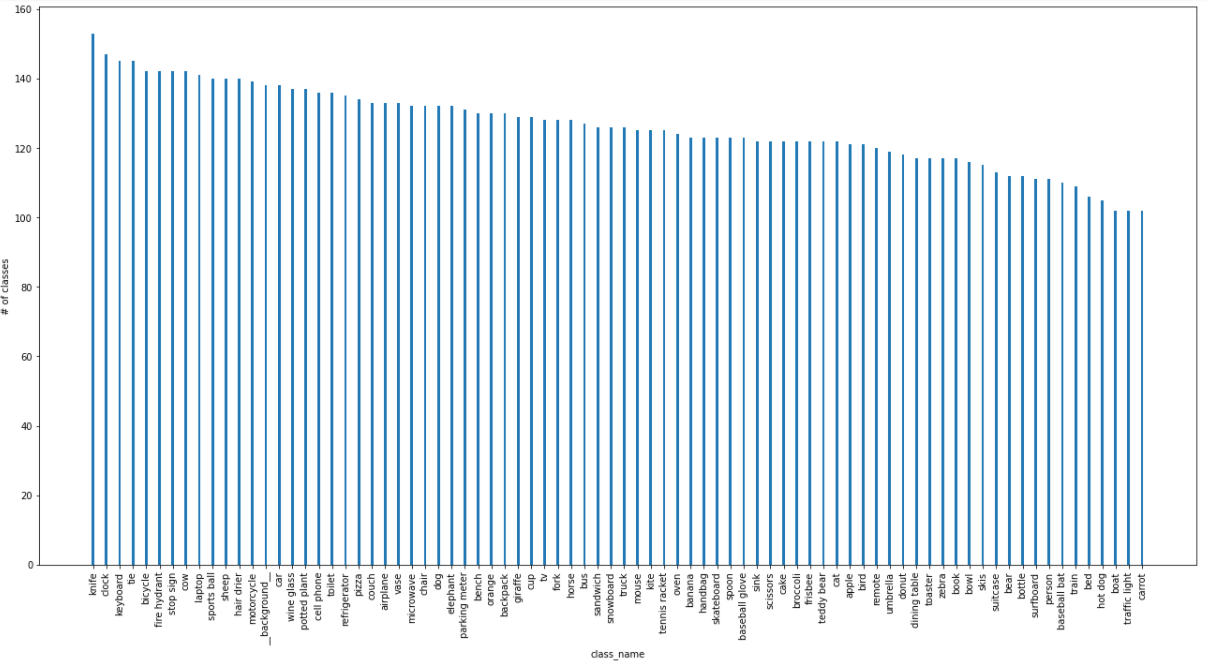 160
140
120
100
80
60
40
20
0
# of classes
knife
clock
keyboard
tie
bicycle
fire hydrant
stop sign
cow
laptop
sports ball
sheep
hair drier
motorcycle
__background__
car
wine glass
potted plant
cell phone
toilet
refrigerator
pizza
couch
airplane
vase
microwave
chair
dog
elephant
parking meter
bench
orange
backpack
giraffe
cup
tv
fork
horse
bus
sandwich
snowboard
truck
mouse
kite
tennis racket
oven
banana
handbag
skateboard
spoon
baseball glove
sink
scissors
cake
broccoli
frisbee
teddy bear
cat
apple
bird
remote
umbrella
donut
dining table
toaster
zebra
book
bowl
skis
suitcase
bear
bottle
surfboard
person
baseball bat
train
bed
hot dog
boat
traffic light
carrot
class_name